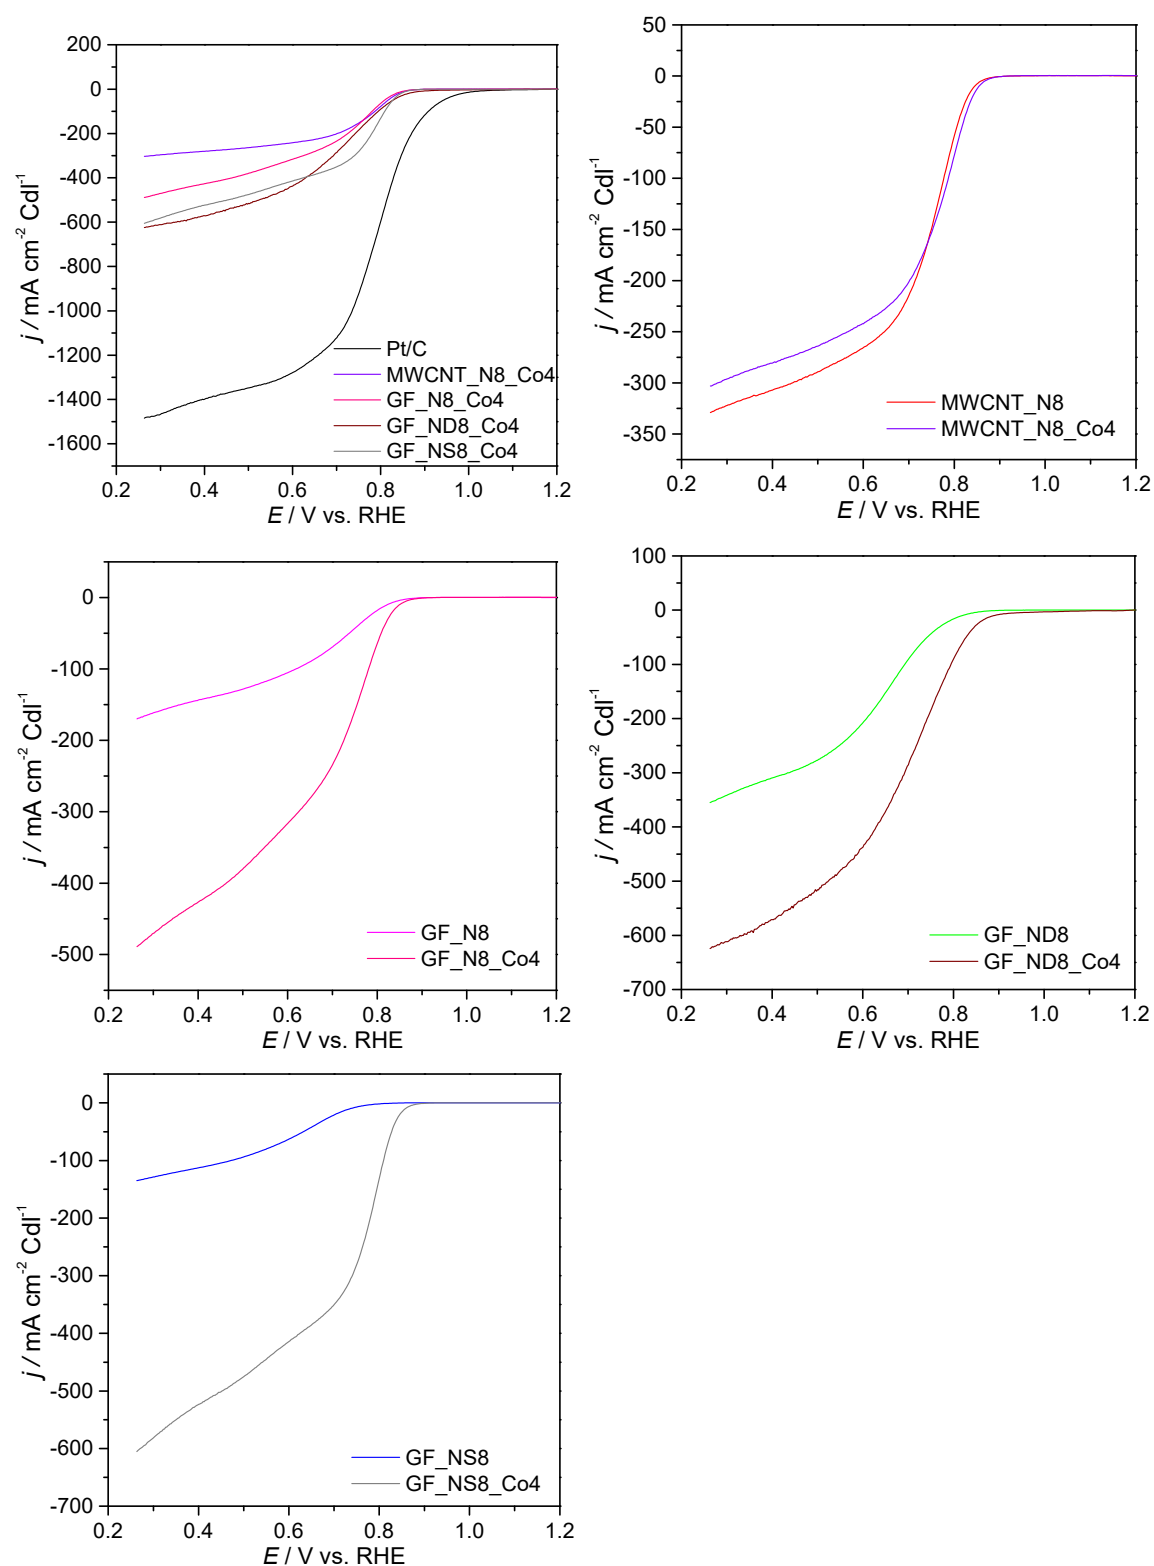 200
0
-200
-400
-600
-800
-1000
-1200
-1400
-1600
j / mA cm⁻² Cdl⁻¹
Pt/C
MWCNT_N8_Co4
GF_N8_Co4
GF_ND8_Co4
GF_NS8_Co4
0.2 0.4 0.6 0.8 1.0 1.2
E / V vs. RHE
50
0
-50
-100
-150
-200
-250
-300
-350
j / mA cm⁻² Cdl⁻¹
MWCNT_N8
MWCNT_N8_Co4
0.2 0.4 0.6 0.8 1.0 1.2
E / V vs. RHE
0
-100
-200
-300
-400
-500
j / mA cm⁻² Cdl⁻¹
GF_N8
GF_N8_Co4
0.2 0.4 0.6 0.8 1.0 1.2
E / V vs. RHE
100
0
-100
-200
-300
-400
-500
-600
-700
j / mA cm⁻² Cdl⁻¹
GF_ND8
GF_ND8_Co4
0.2 0.4 0.6 0.8 1.0 1.2
E / V vs. RHE
0
-100
-200
-300
-400
-500
-600
-700
j / mA cm⁻² Cdl⁻¹
GF_NS8
GF_NS8_Co4
0.2 0.4 0.6 0.8 1.0 1.2
E / V vs. RHE